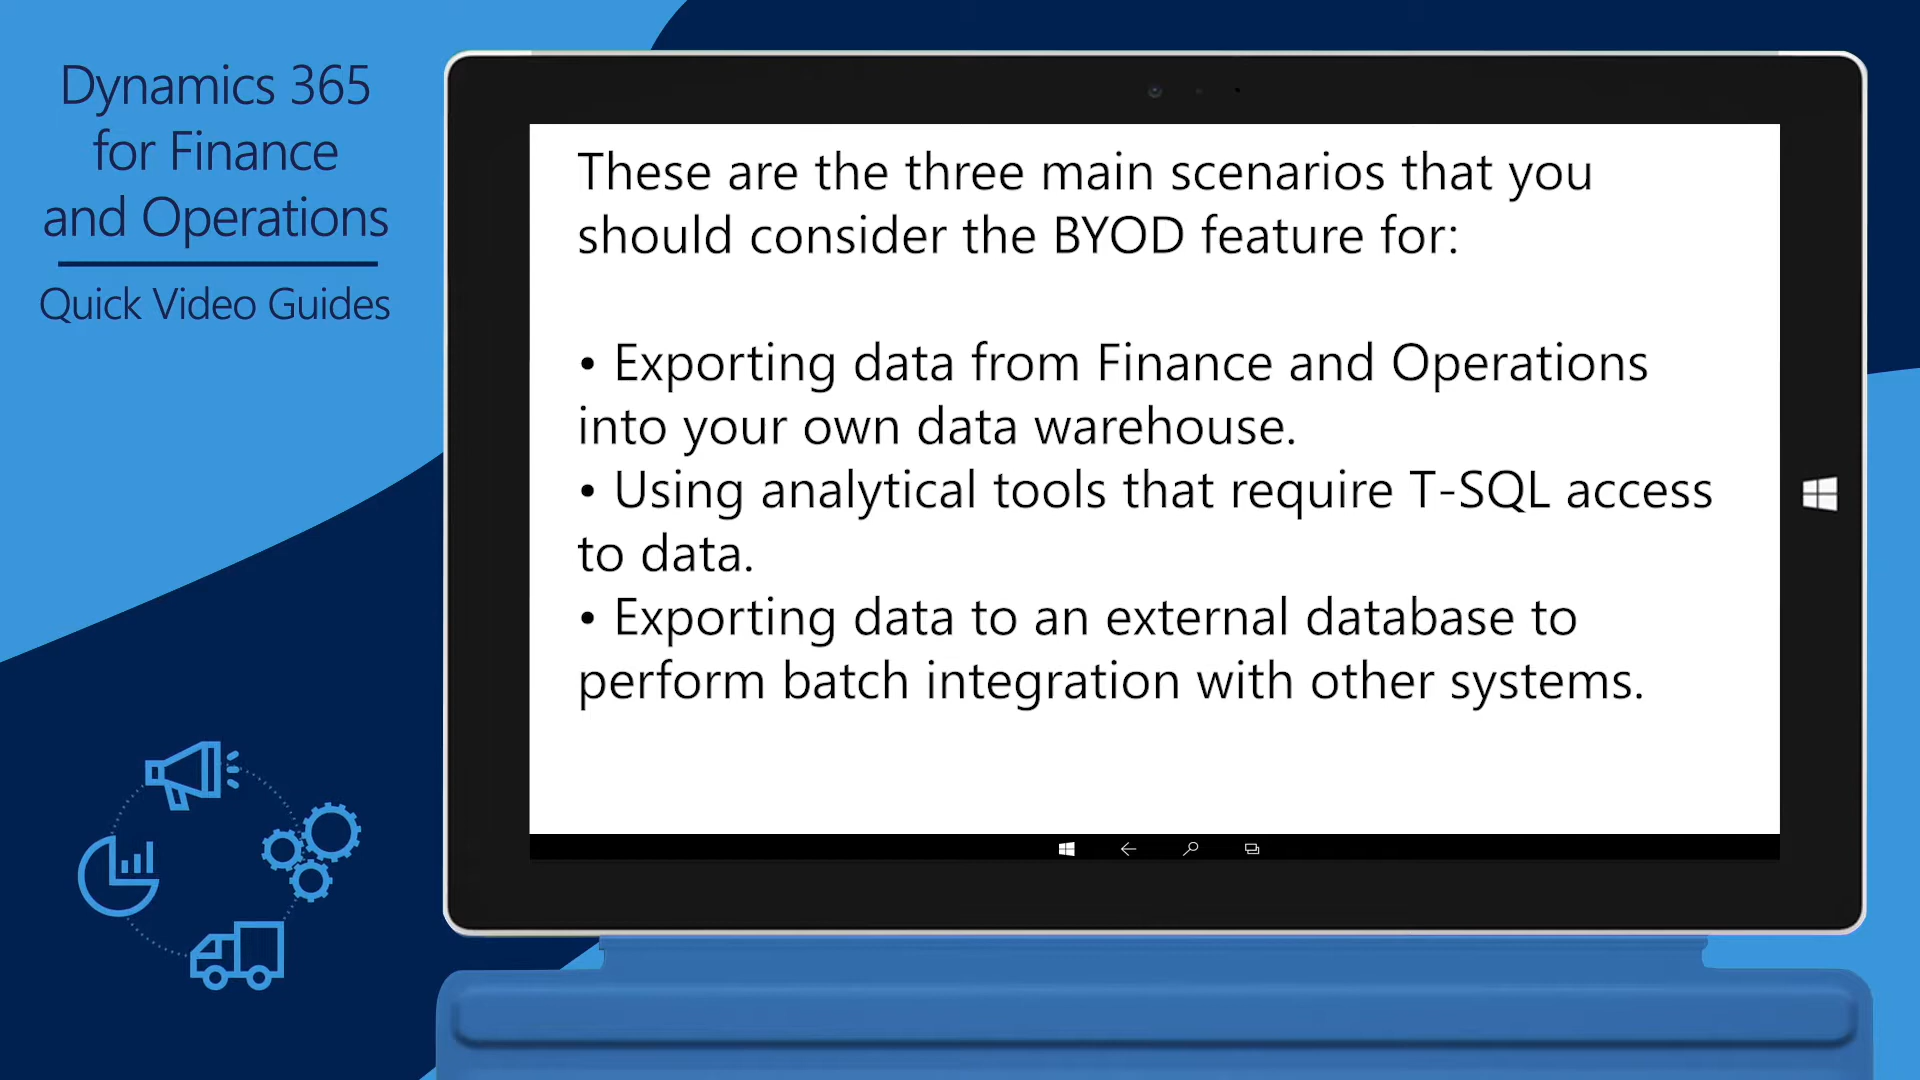 Dynamics 365
for Finance
and Operations
Quick Video Guides
These are the three main scenarios that you
should consider the BYOD feature for:
• Exporting data from Finance and Operations
into your own data warehouse.
• Using analytical tools that require T-SQL access
to data.
• Exporting data to an external database to
perform batch integration with other systems.